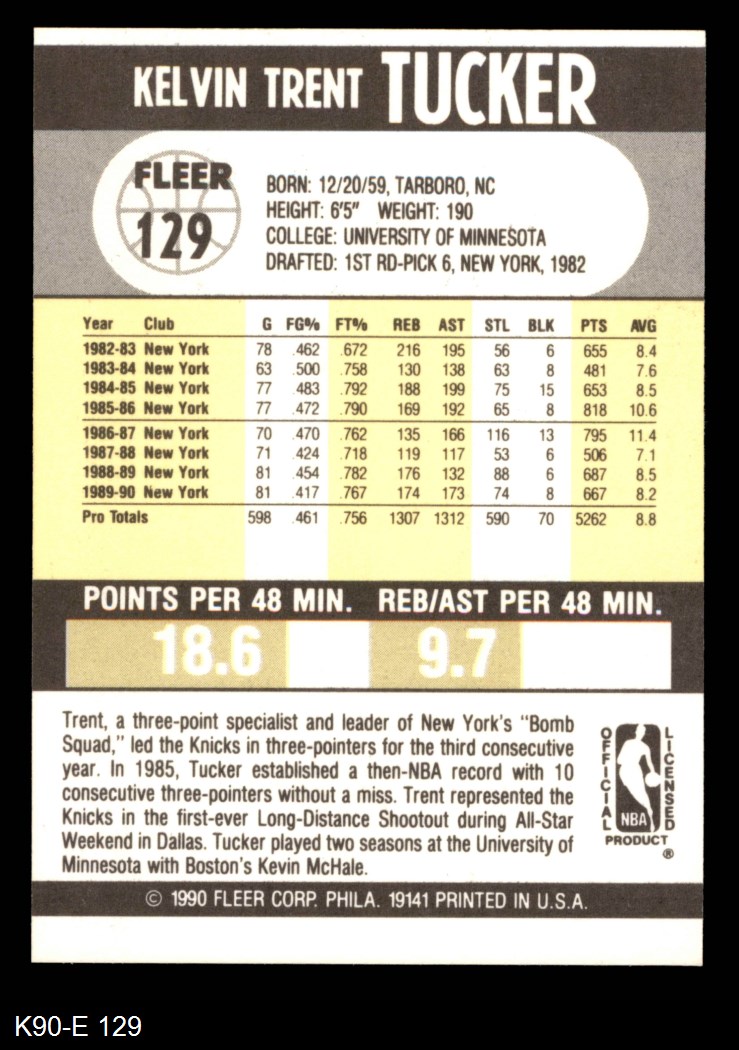 KELVIN TRENT TUCKER
FLEER
129
BORN: 12/20/59, TARBORO, NC
HEIGHT: 6'5" WEIGHT: 190
COLLEGE: UNIVERSITY OF MINNESOTA
DRAFTED: 1ST RD-PICK 6, NEW YORK, 1982
Year Club G FG% FT% REB AST STL BLK PTS AVG
1982-83 New York 78 .462 .672 216 195 56 6 655 8.4
1983-84 New York 63 .500 .758 130 138 63 8 481 7.6
1984-85 New York 77 .483 .792 188 199 75 15 653 8.5
1985-86 New York 77 .472 .790 169 192 65 8 818 10.6
1986-87 New York 70 .470 .762 135 166 116 13 795 11.4
1987-88 New York 71 .424 .718 119 117 53 6 506 7.1
1988-89 New York 81 .454 .782 176 132 88 6 687 8.5
1989-90 New York 81 .417 .767 174 173 74 8 667 8.2
Pro Totals 598 .461 .756 1307 1312 590 70 5262 8.8
POINTS PER 48 MIN. REB/AST PER 48 MIN.
18.6 9.7
Trent, a three-point specialist and leader of New York's "Bomb
Squad," led the Knicks in three-pointers for the third consecutive
year. In 1985, Tucker established a then-NBA record with 10
consecutive three-pointers without a miss. Trent represented the
Knicks in the first-ever Long-Distance Shootout during All-Star
Weekend in Dallas. Tucker played two seasons at the University of
Minnesota with Boston's Kevin McHale.
OFFICIAL
LICENSED
NBA
PRODUCT
®
© 1990 FLEER CORP. PHILA. 19141 PRINTED IN U.S.A.
K90-E 129